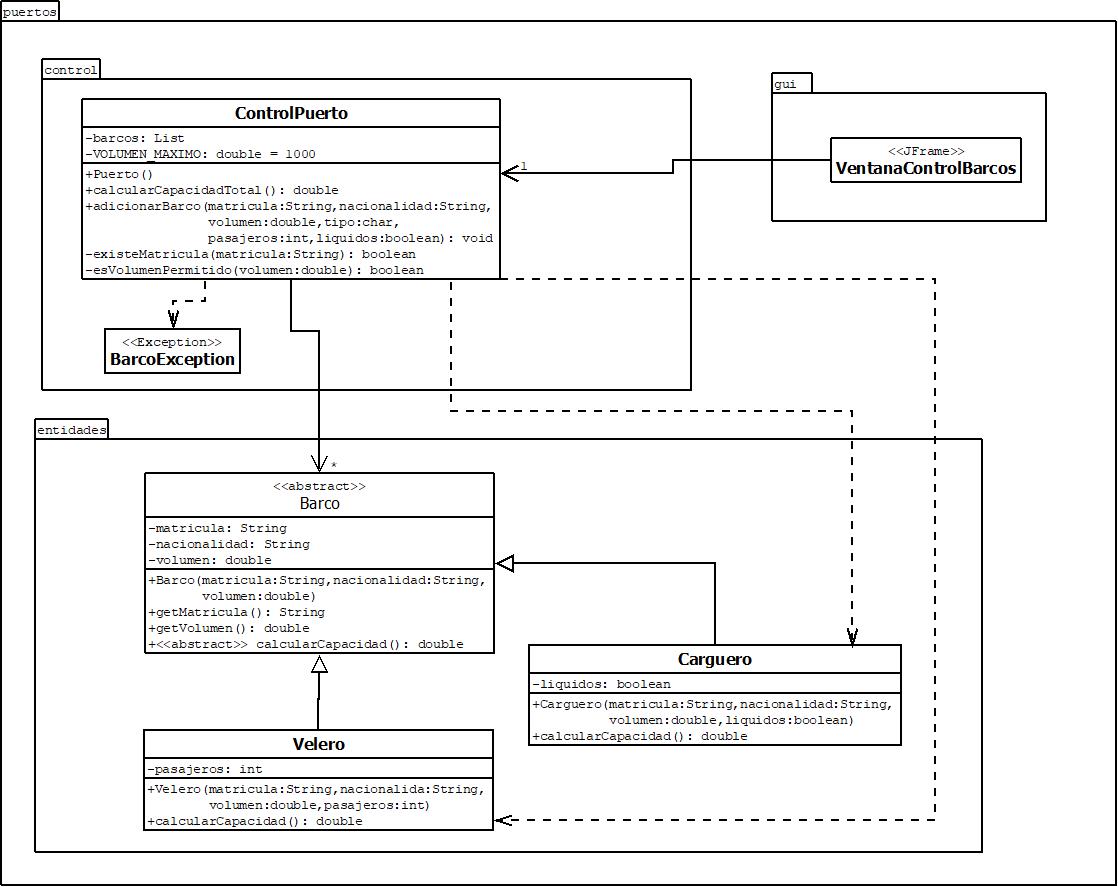 puertos
control
ControlPuerto
-barcos: List
-VOLUMEN_MAXIMO: double = 1000
+Puerto()
+calcularCapacidadTotal(): double
+adicionarBarco(matricula:String,nacionalidad:String,
volumen:double,tipo:char,
pasajeros:int,liquidos:boolean): void
-existeMatricula(matricula:String): boolean
-esVolumenPermitido(volumen:double): boolean
<<Exception>>
BarcoException
gui
<<JFrame>>
VentanaControlBarcos
1
entidades
*
<<abstract>>
Barco
-matricula: String
-nacionalidad: String
-volumen: double
+Barco(matricula:String,nacionalidad:String,
volumen:double)
+getMatricula(): String
+getVolumen(): double
+<<abstract>> calcularCapacidad(): double
Carguero
-liquidos: boolean
+Carguero(matricula:String,nacionalidad:String,
volumen:double,liquidos:boolean)
+calcularCapacidad(): double
Velero
-pasajeros: int
+Velero(matricula:String,nacionalida:String,
volumen:double,pasajeros:int)
+calcularCapacidad(): double